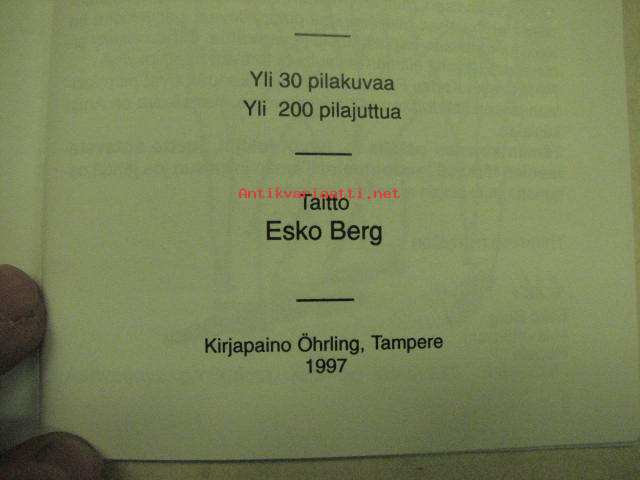 Yli 30 pilakuvaa
Yli 200 pilajuttua
Antikvariaatti.net
Taitto
Esko Berg
Kirjapaino Öhrling, Tampere
1997